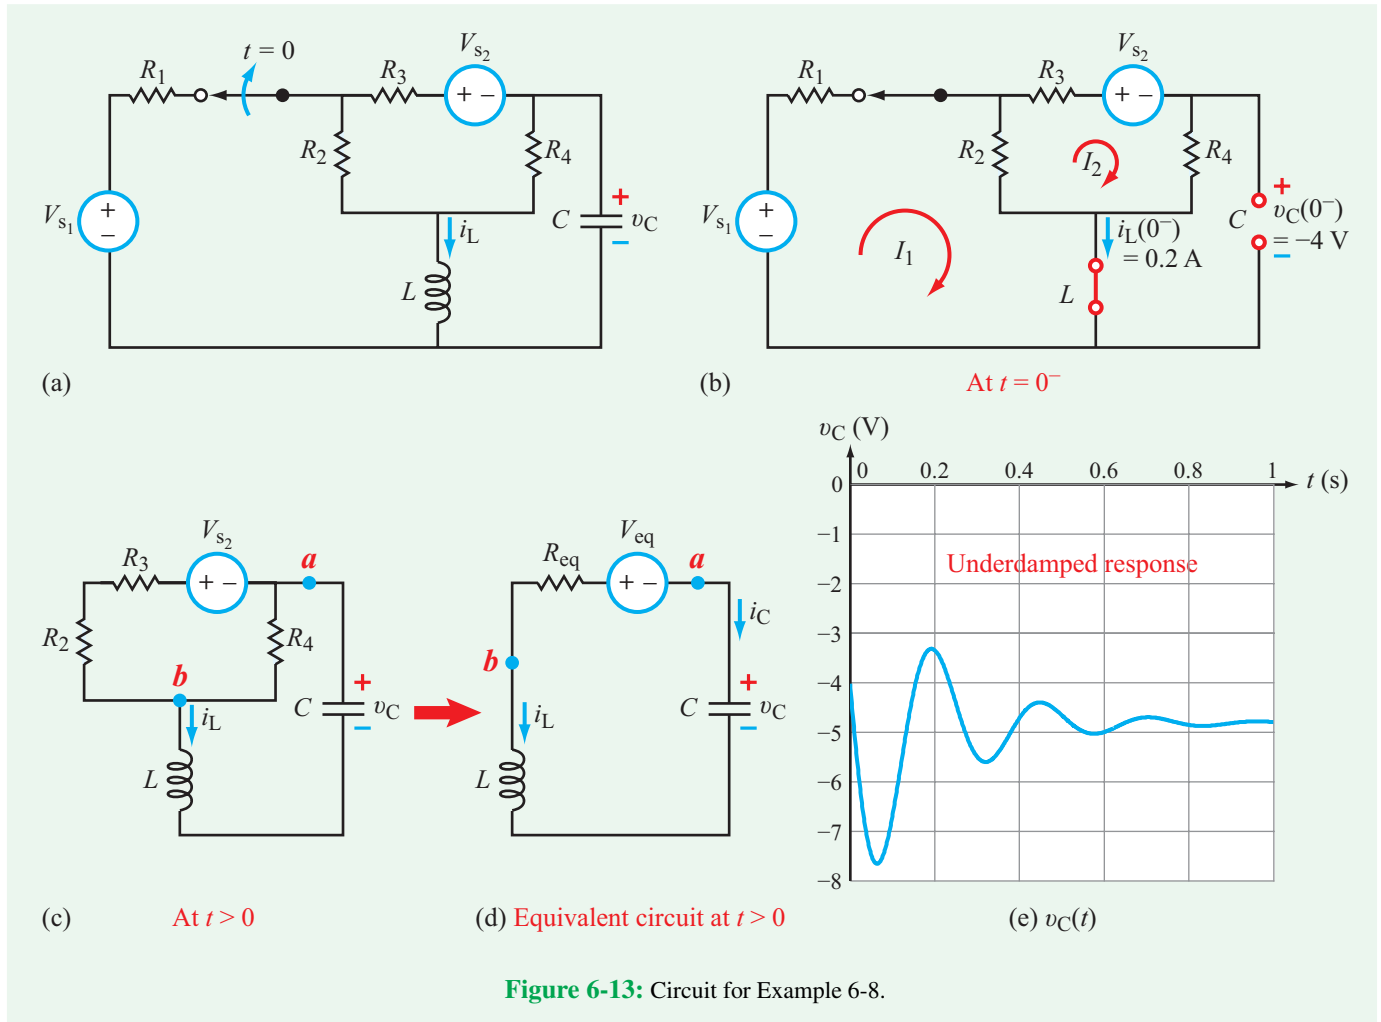 t = 0
R1
R3
Vs2
R2
R4
Vs1
+
−
+ −
iL
L
C
+
vC
−
(a)
R1
R3
Vs2
R2
I2
R4
Vs1
+
−
+ −
I1
iL(0−)
= 0.2 A
L
C
+
vC(0−)
= −4 V
−
(b)
At t = 0−
Vs2
R3
+ −
a
R2
R4
b
iL
L
C
+
vC
−
(c)
At t > 0
Veq
Req
+ −
a
iC
b
iL
L
C
+
vC
−
(d) Equivalent circuit at t > 0
vC (V)
0 0.2 0.4 0.6 0.8 1
t (s)
0
−1
−2
−3
−4
−5
−6
−7
−8
Underdamped response
(e) vC(t)
Figure 6-13: Circuit for Example 6-8.